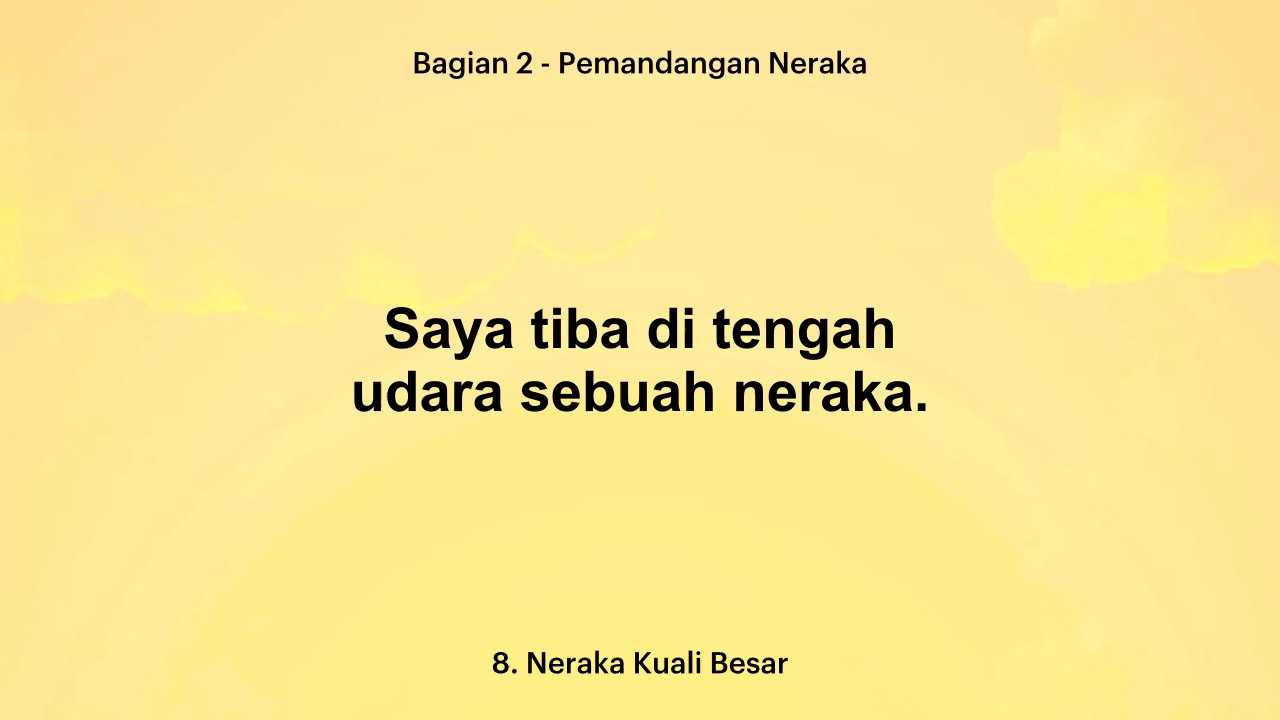 Bagian 2 - Pemandangan Neraka
Saya tiba di tengah
udara sebuah neraka.
8. Neraka Kuali Besar